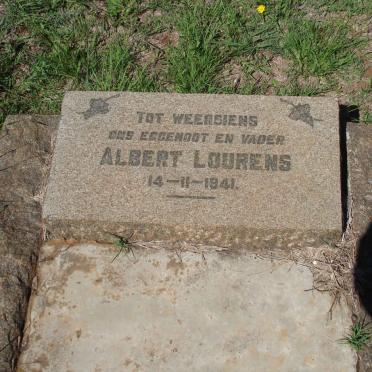 TOT WEERSIENS
ONS EGGENOOT EN VADER
ALBERT LOURENS
14-11-1941.